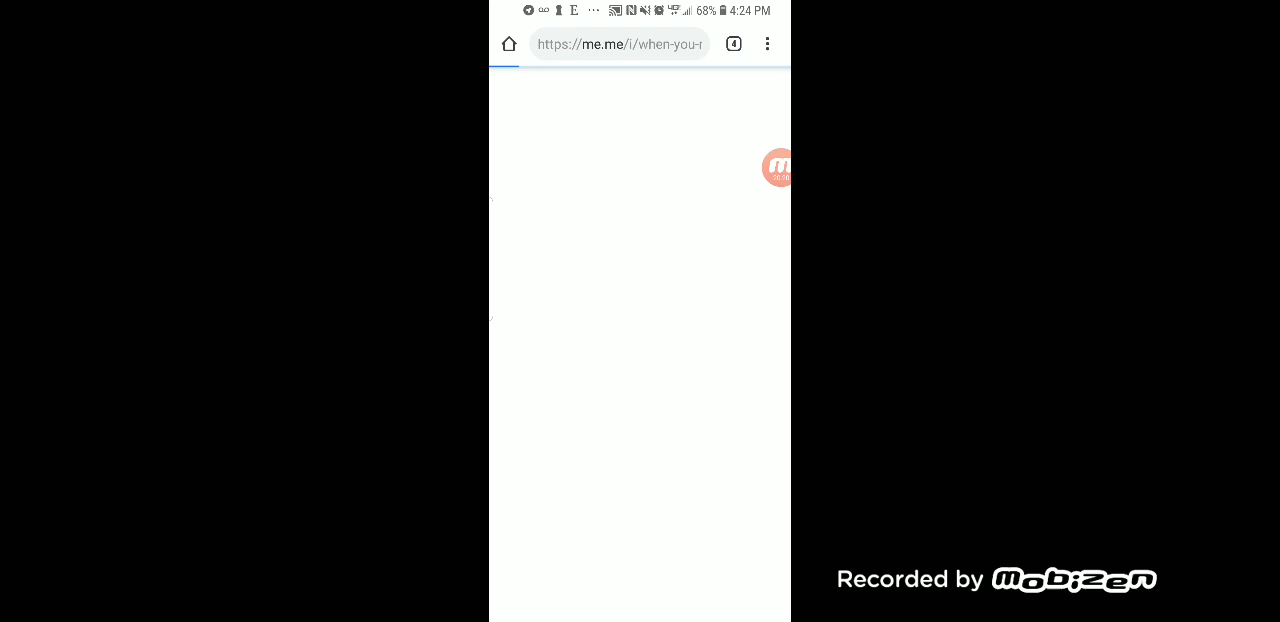 E ... 68% 4:24 PM
https://me.me/i/when-you-r 4
m
Recorded by mobizen